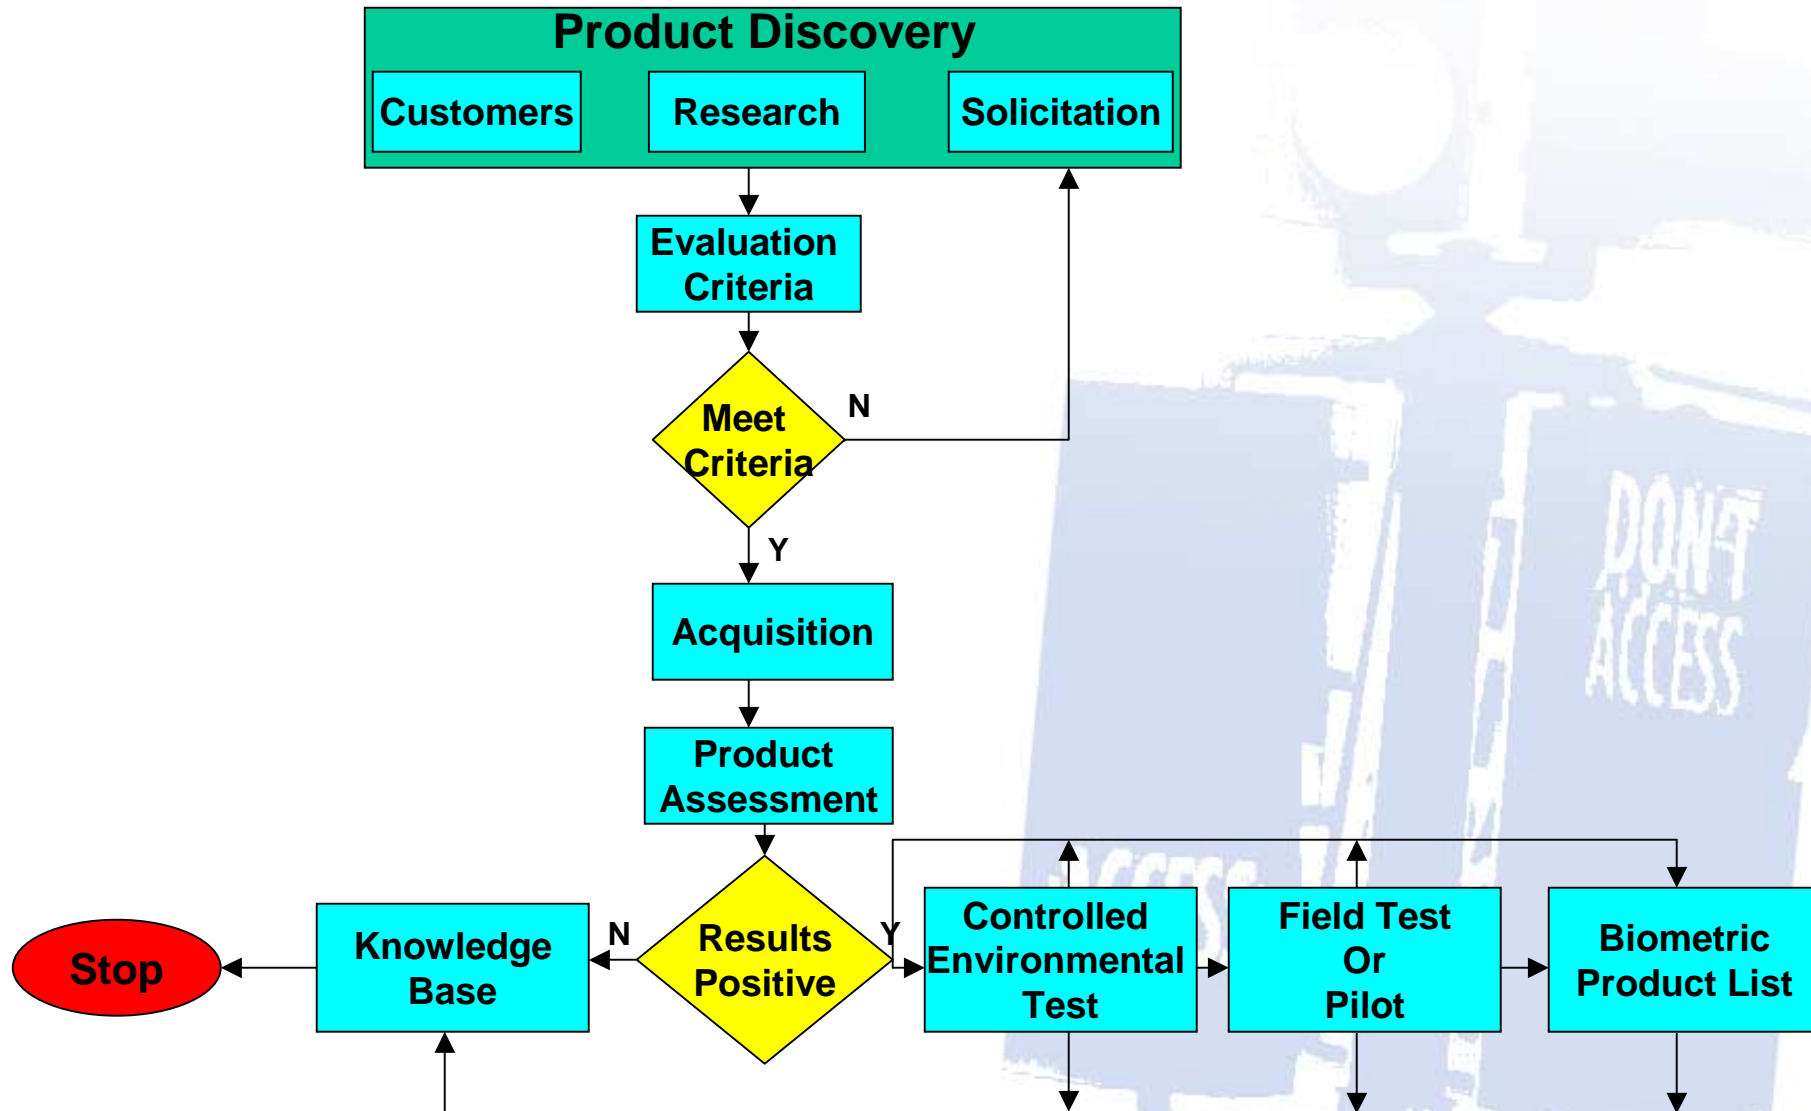 Product Discovery
Customers
Research
Solicitation
Evaluation
Criteria
Meet
Criteria
N
Y
Acquisition
Product
Assessment
Results
Positive
N
Y
Knowledge
Base
Stop
Controlled
Environmental
Test
Field Test
Or
Pilot
Biometric
Product List
DON'T
ACCESS
ACCESS